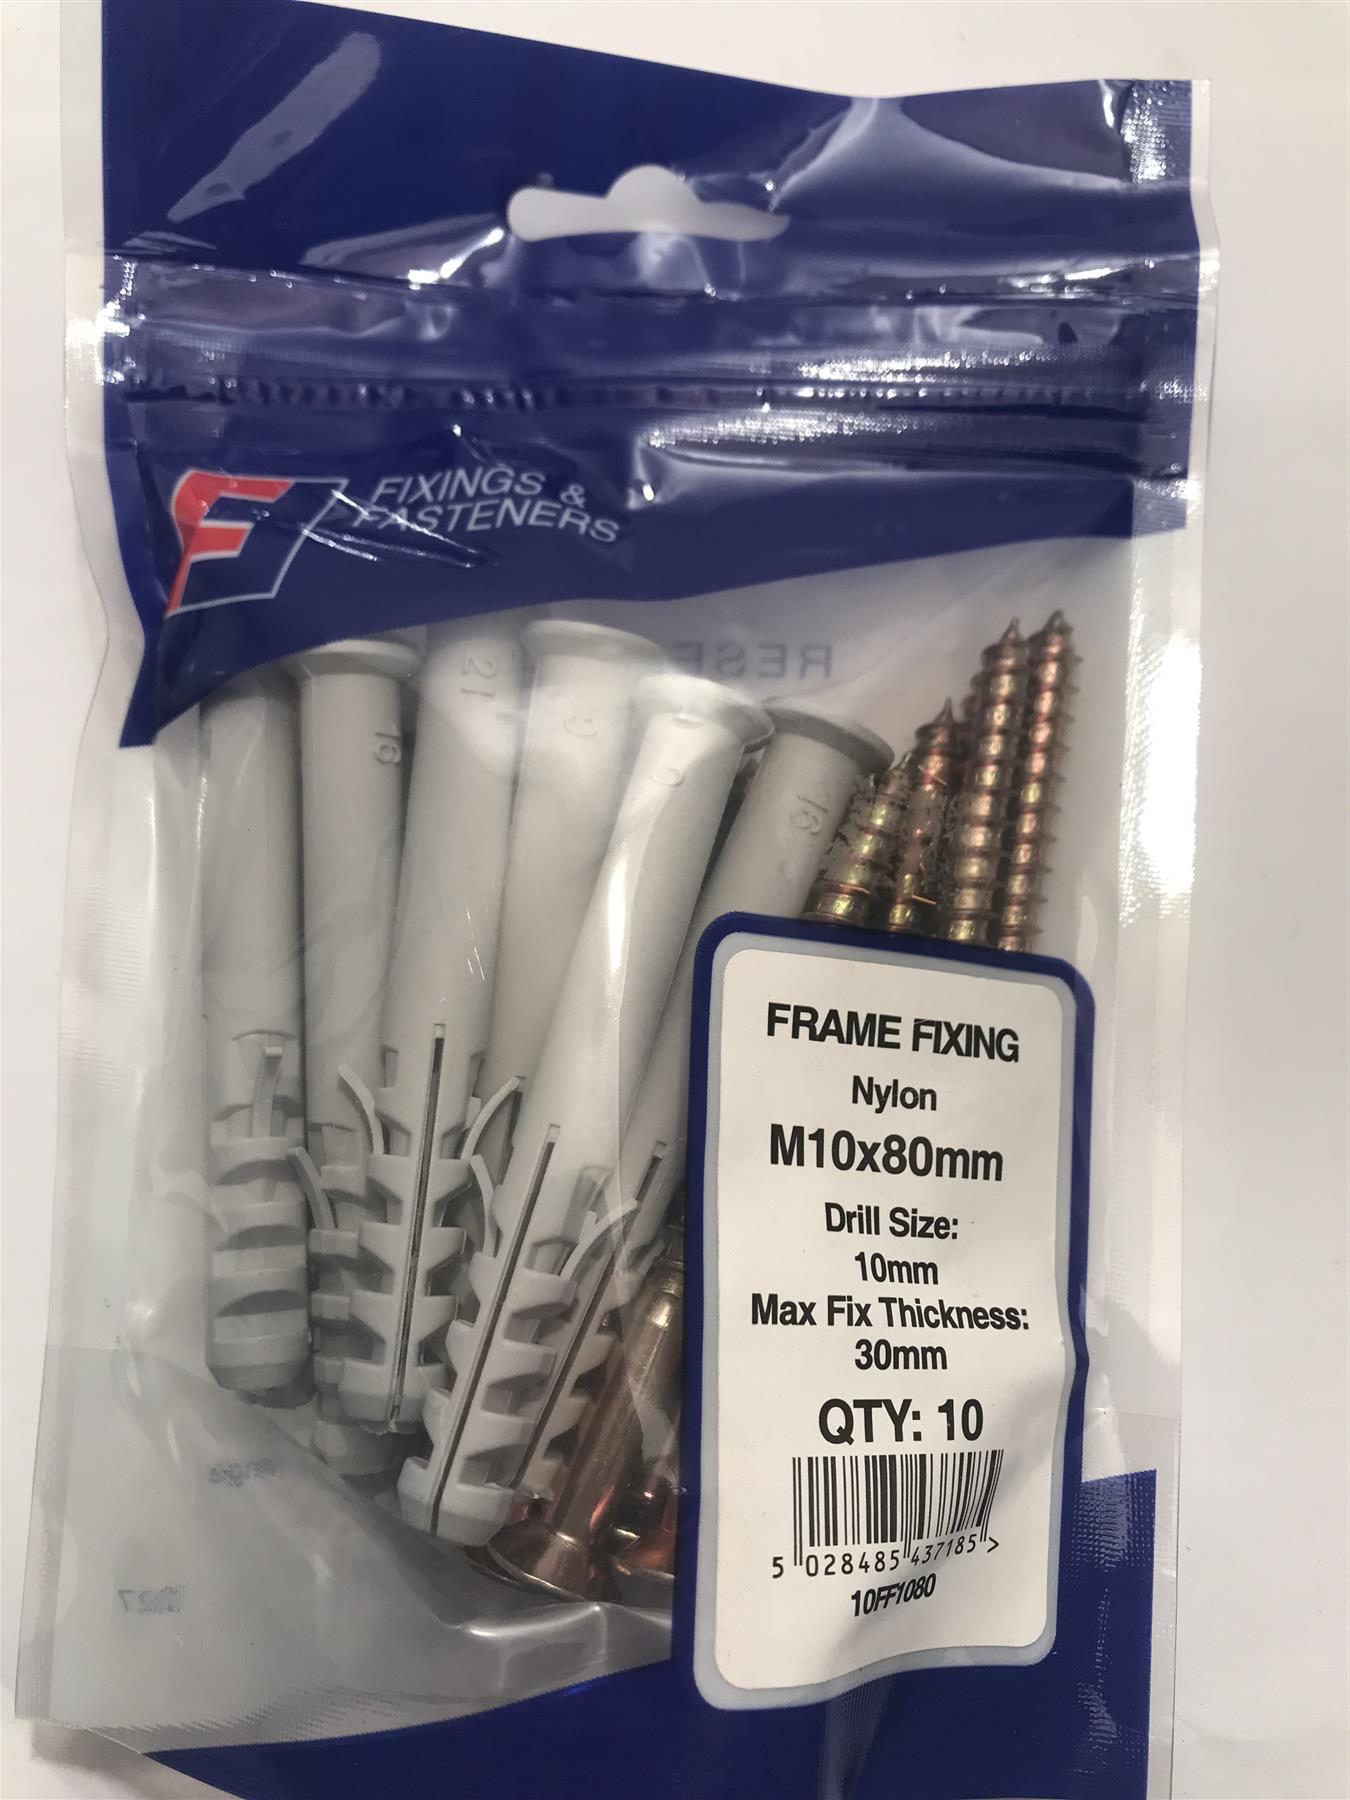 FIXINGS &
FASTENERS
FRAME FIXING
Nylon
M10x80mm
Drill Size:
10mm
Max Fix Thickness:
30mm
QTY: 10
5 028485 437185 >
10FF1080